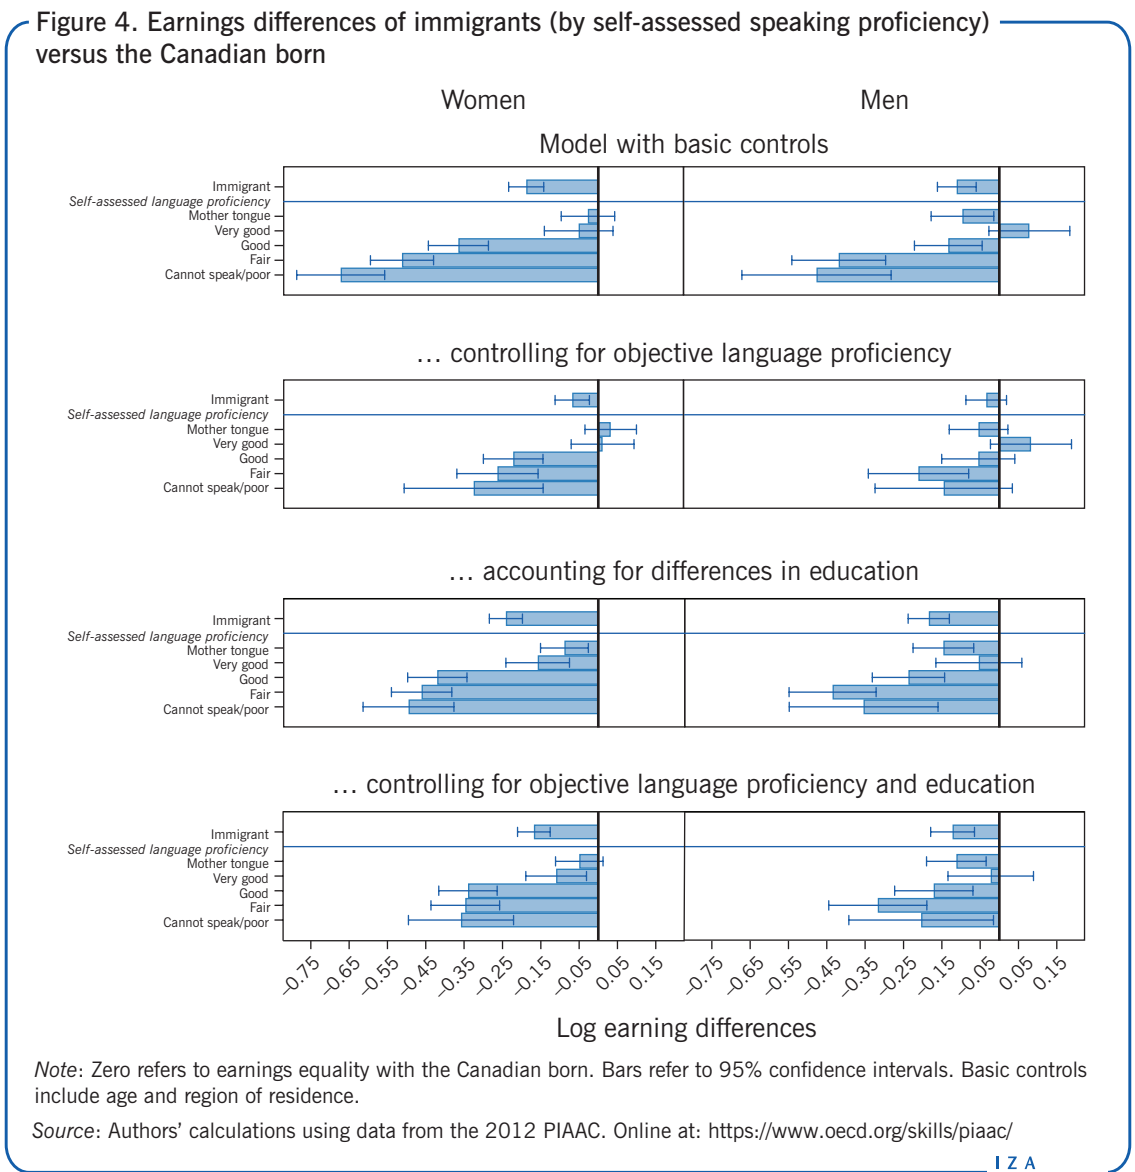 Figure 4. Earnings differences of immigrants (by self-assessed speaking proficiency)
versus the Canadian born
Women
Men
Model with basic controls
Immigrant
Self-assessed language proficiency
Mother tongue
Very good
Good
Fair
Cannot speak/poor
… controlling for objective language proficiency
Immigrant
Self-assessed language proficiency
Mother tongue
Very good
Good
Fair
Cannot speak/poor
… accounting for differences in education
Immigrant
Self-assessed language proficiency
Mother tongue
Very good
Good
Fair
Cannot speak/poor
… controlling for objective language proficiency and education
Immigrant
Self-assessed language proficiency
Mother tongue
Very good
Good
Fair
Cannot speak/poor
–0.75 –0.65 –0.55 –0.45 –0.35 –0.25 –0.15 –0.05 0.05 0.15 –0.75 –0.65 –0.55 –0.45 –0.35 –0.25 –0.15 –0.05 0.05 0.15
Log earning differences
Note: Zero refers to earnings equality with the Canadian born. Bars refer to 95% confidence intervals. Basic controls
include age and region of residence.
Source: Authors' calculations using data from the 2012 PIAAC. Online at: https://www.oecd.org/skills/piaac/
I Z A